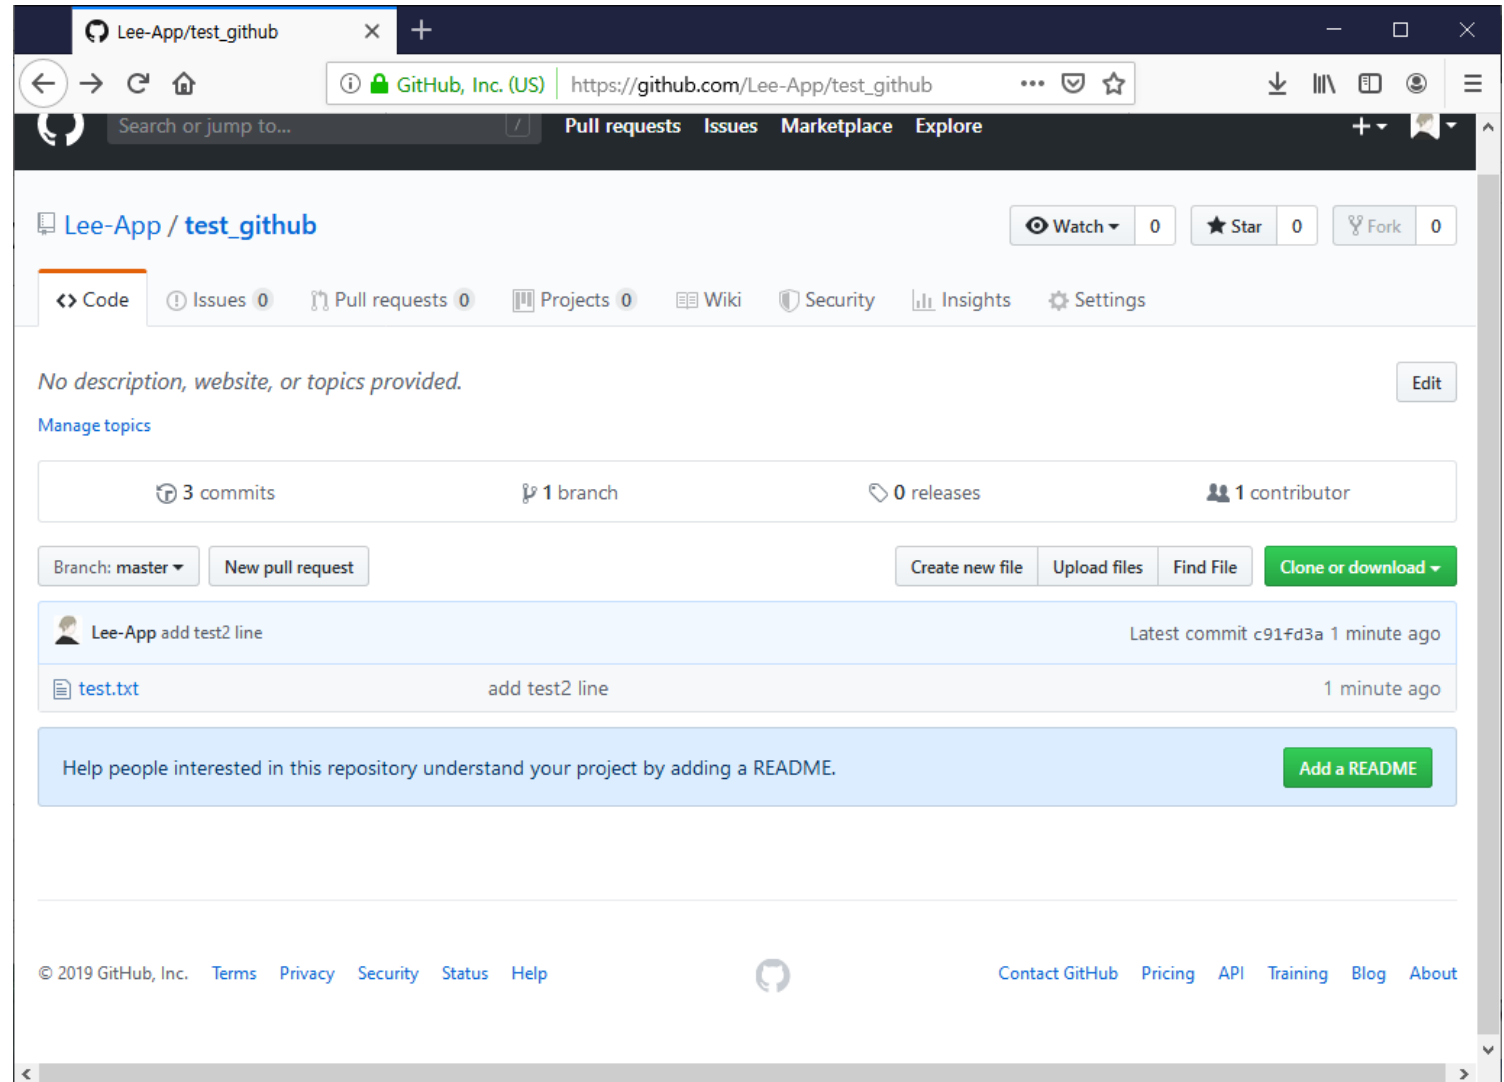 Lee-App/test_github
GitHub, Inc. (US) https://github.com/Lee-App/test_github
Search or jump to... / Pull requests Issues Marketplace Explore
Lee-App / test_github Watch 0 Star 0 Fork 0
Code Issues 0 Pull requests 0 Projects 0 Wiki Security Insights Settings
No description, website, or topics provided. Edit
Manage topics
3 commits 1 branch 0 releases 1 contributor
Branch: master New pull request Create new file Upload files Find File Clone or download
Lee-App add test2 line Latest commit c91fd3a 1 minute ago
test.txt add test2 line 1 minute ago
Help people interested in this repository understand your project by adding a README. Add a README
© 2019 GitHub, Inc. Terms Privacy Security Status Help Contact GitHub Pricing API Training Blog About